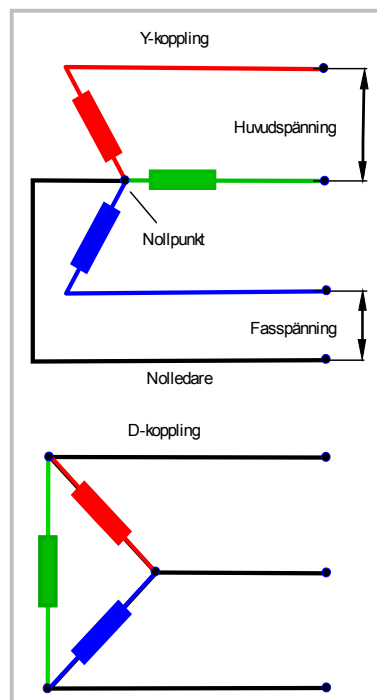 Y-koppling
Huvudspänning
Nollpunkt
Fasspänning
Nolledare
D-koppling